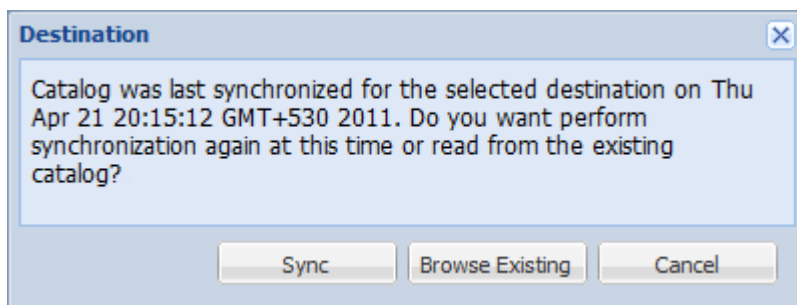 Destination
Catalog was last synchronized for the selected destination on Thu
Apr 21 20:15:12 GMT+530 2011. Do you want perform
synchronization again at this time or read from the existing
catalog?
Sync
Browse Existing
Cancel